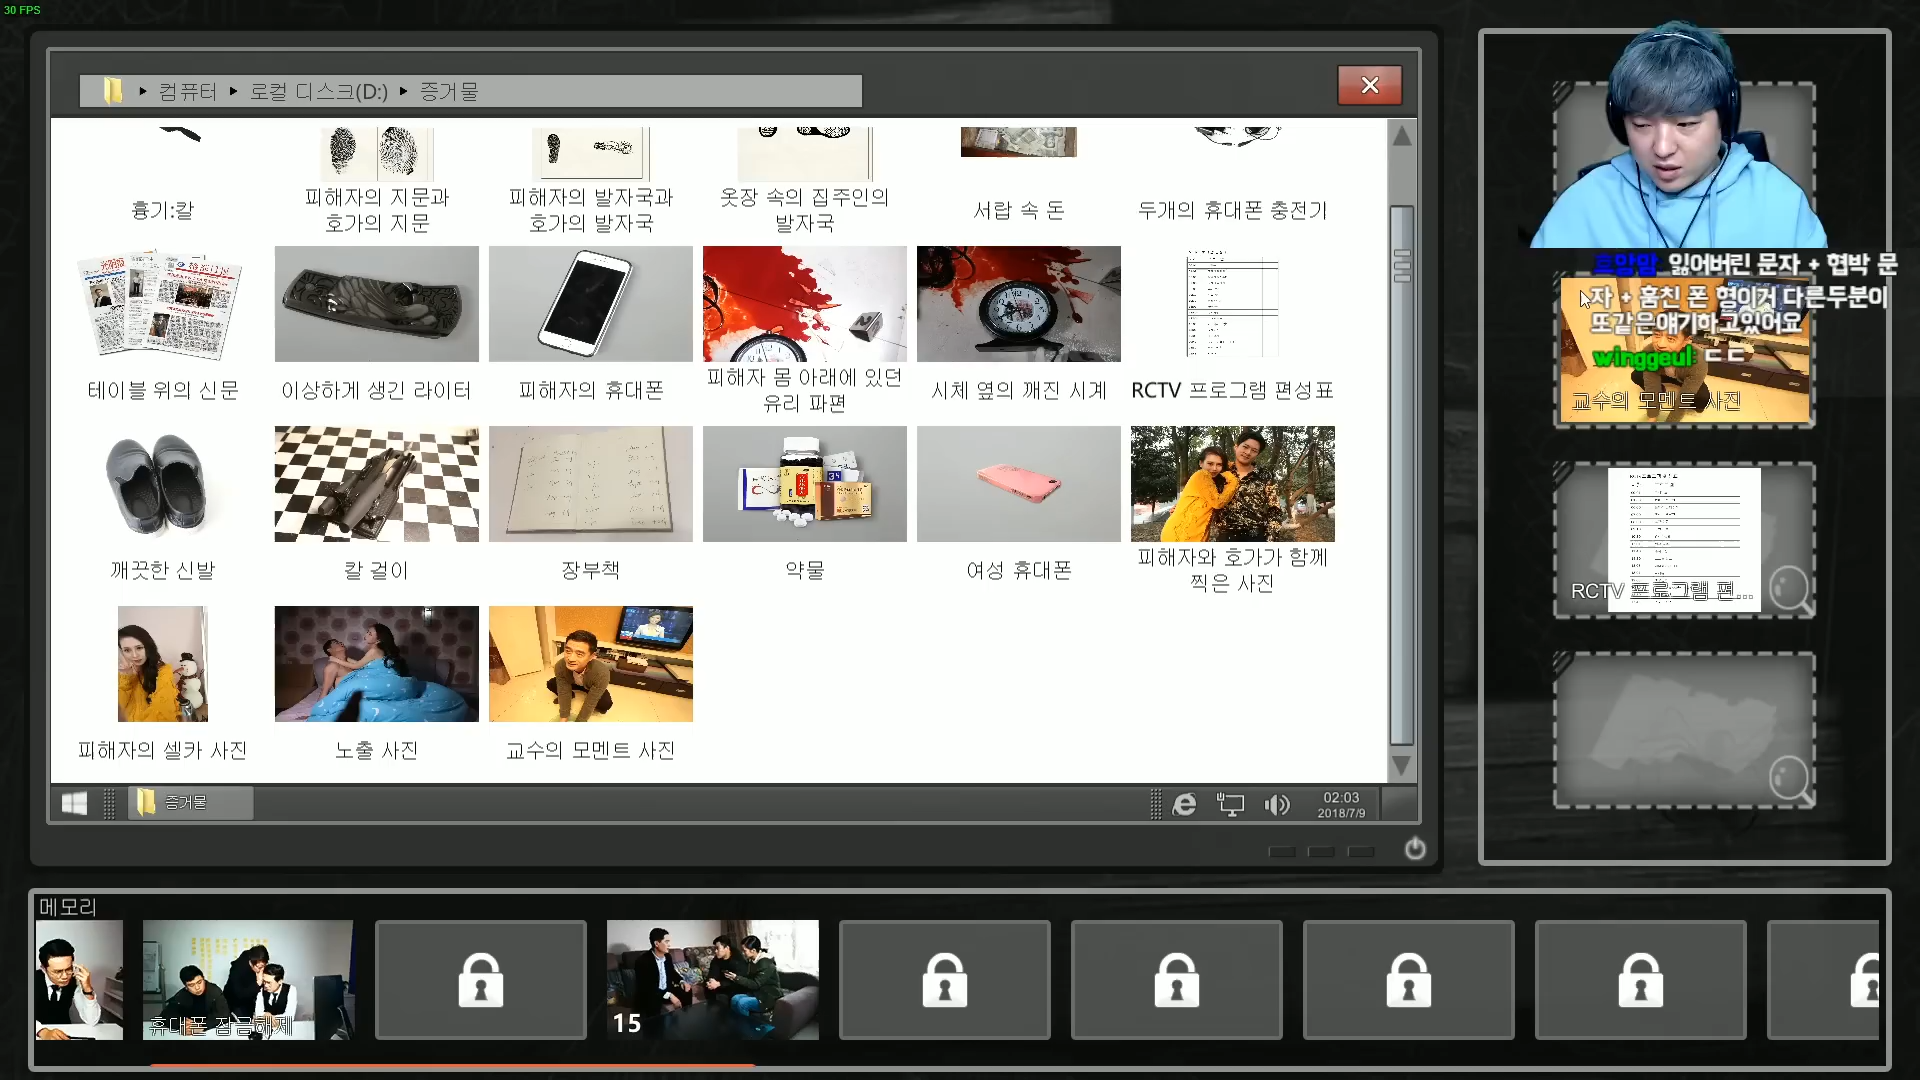 30 FPS
컴퓨터 로컬 디스크(D:) 증거물
흉기:칼
피해자의 지문과
호가의 지문
피해자의 발자국과
호가의 발자국
옷장 속의 집주인의
발자국
서랍 속 돈
두개의 휴대폰 충전기
테이블 위의 신문
이상하게 생긴 라이터
피해자의 휴대폰
피해자 몸 아래에 있던
유리 파편
시체 옆의 깨진 시계
RCTV 프로그램 편성표
깨끗한 신발
칼 걸이
장부책
약물
여성 휴대폰
피해자와 호가가 함께
찍은 사진
피해자의 셀카 사진
노출 사진
교수의 모멘트 사진
증거물
02:03
2018/7/9
잃어버린 문자 + 협박 문
자 + 훔친 폰 형이거 다른두분이
또같은얘기하고있어요
winggeul: ㄷㄷ
교수의 모멘트 사진
RCTV 프로그램 편...
메모리
휴대폰 잠금해제
15